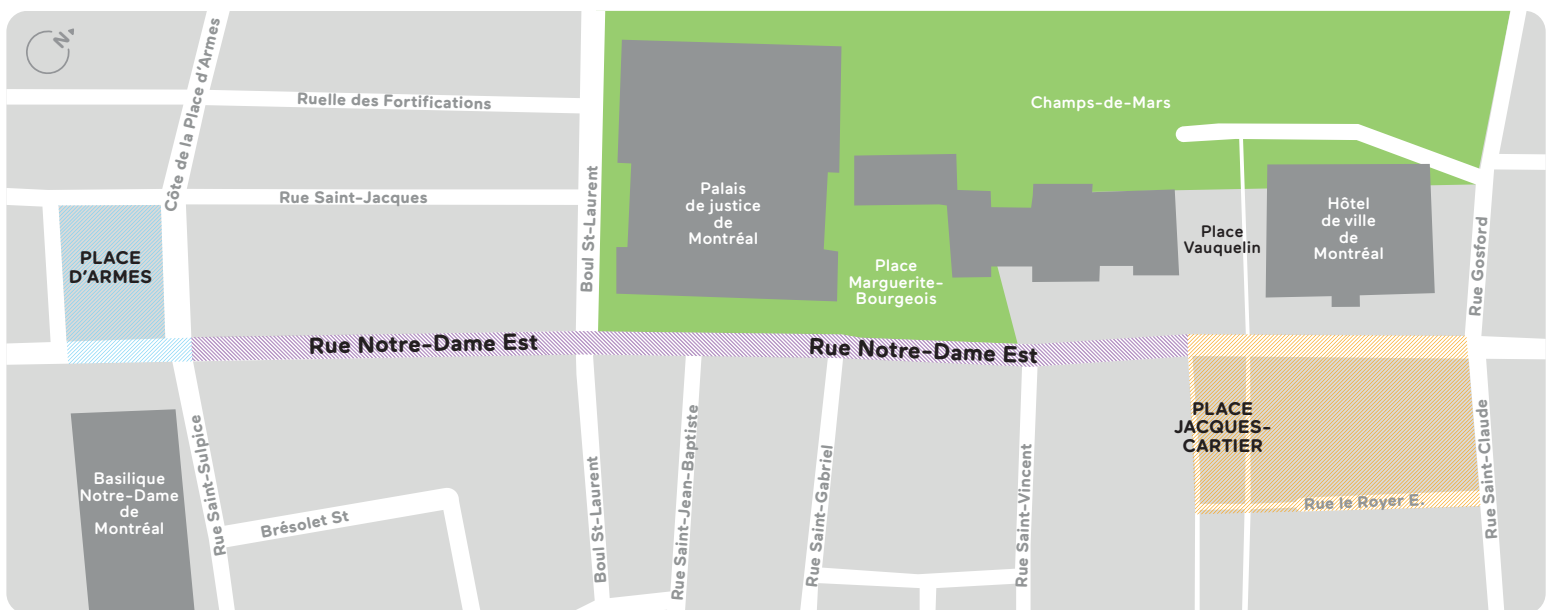 N
Côte de la Place d'Armes
Ruelle des Fortifications
Champs-de-Mars
Rue Saint-Jacques
Boul St-Laurent
Palais
de justice
de
Montréal
Place
Vauquelin
Hôtel
de ville
de
Montréal
Rue Gosford
PLACE
D'ARMES
Place
Marguerite-
Bourgeois
Rue Notre-Dame Est
Rue Notre-Dame Est
PLACE
JACQUES-
CARTIER
Basilique
Notre-Dame
de
Montréal
Rue Saint-Sulpice
Brésolet St
Boul St-Laurent
Rue Saint-Jean-Baptiste
Rue Saint-Gabriel
Rue Saint-Vincent
Rue le Royer E.
Rue Saint-Claude